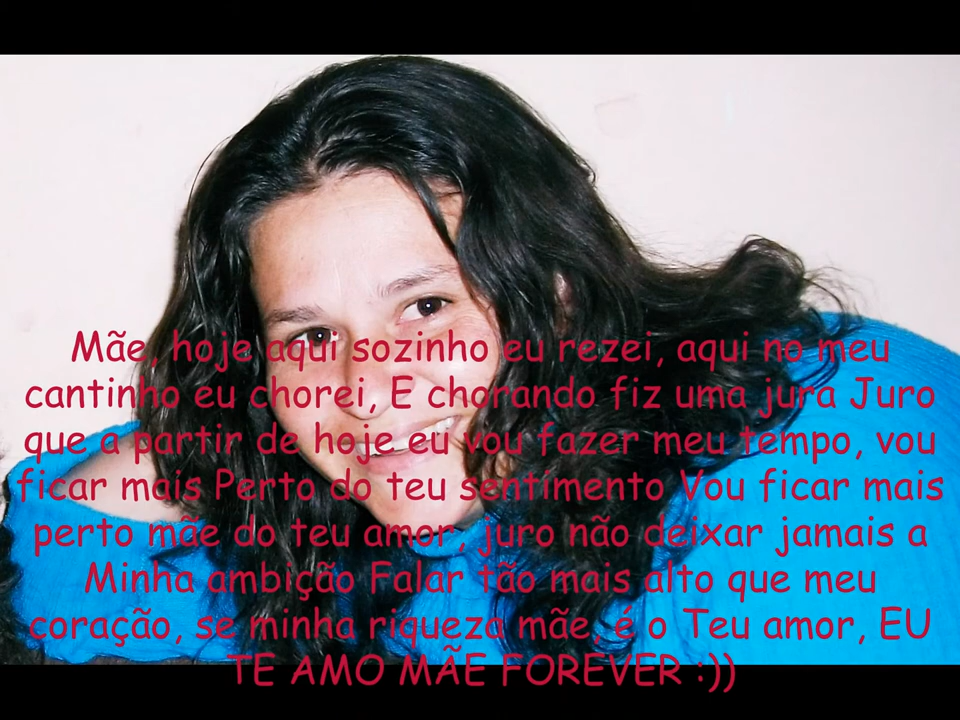 Mãe, hoje aqui sozinho eu rezei, aqui no meu
cantinho eu chorei, E chorando fiz uma jura Juro
que a partir de hoje eu vou fazer meu tempo, vou
ficar mais Perto do teu sentimento Vou ficar mais
perto mãe do teu amor, juro não deixar jamais a
Minha ambição Falar tão mais alto que meu
coração, se minha riqueza mãe, é o Teu amor, EU
TE AMO MÃE FOREVER :))